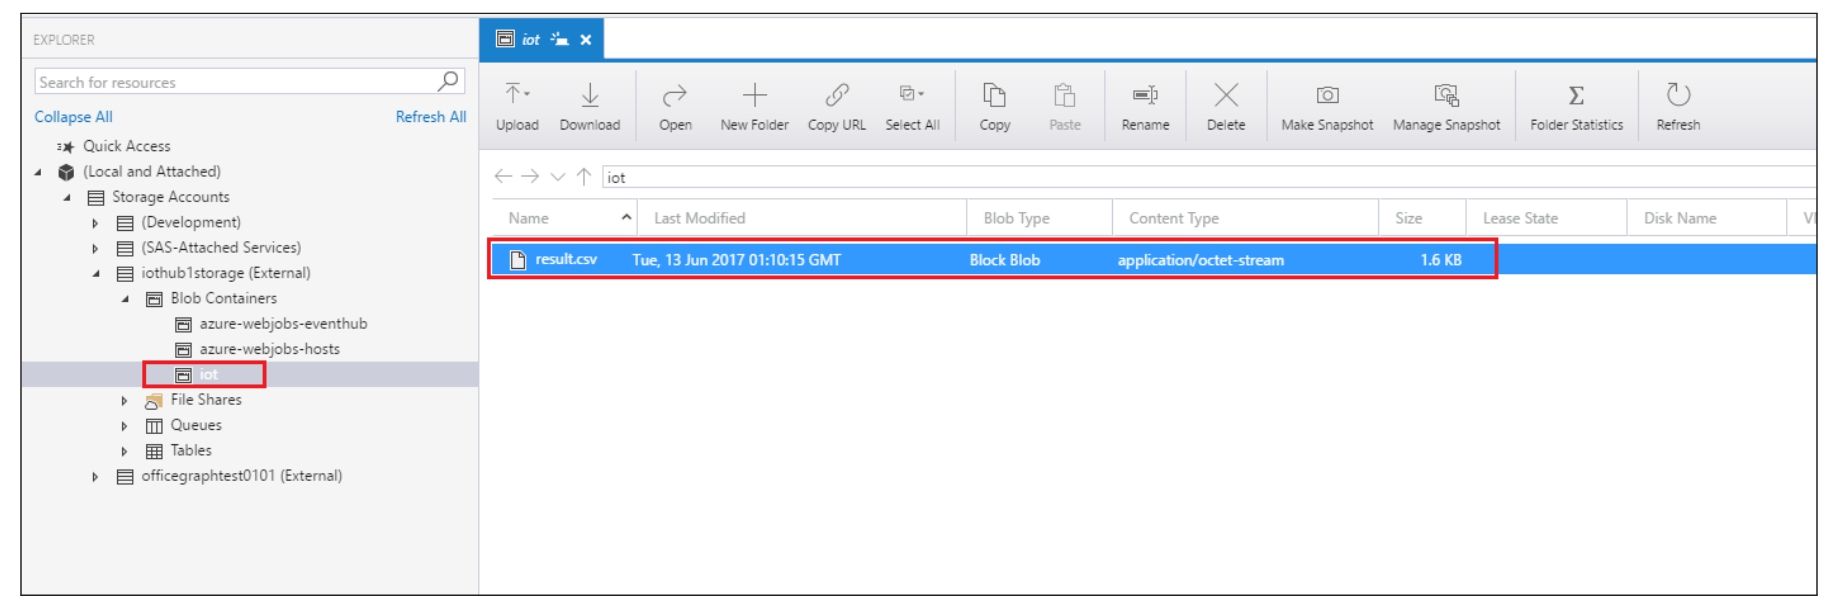 EXPLORER
Search for resources
Collapse All Refresh All
Quick Access
(Local and Attached)
Storage Accounts
(Development)
(SAS-Attached Services)
iothub1storage (External)
Blob Containers
azure-webjobs-eventhub
azure-webjobs-hosts
iot
File Shares
Queues
Tables
officegraphtest0101 (External)
iot
Upload Download Open New Folder Copy URL Select All Copy Paste Rename Delete Make Snapshot Manage Snapshot Folder Statistics Refresh
iot
Name Last Modified Blob Type Content Type Size Lease State Disk Name
result.csv Tue, 13 Jun 2017 01:10:15 GMT Block Blob application/octet-stream 1.6 KB